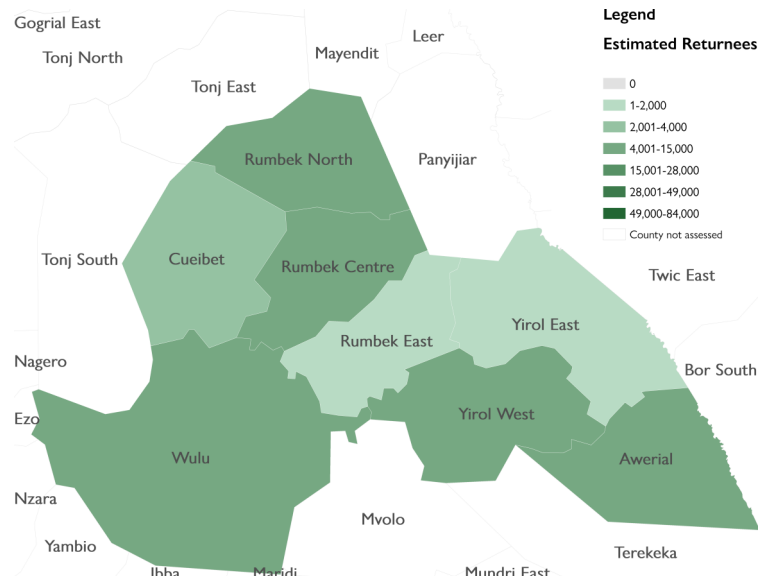 Gogrial East
Tonj North
Tonj East
Mayendit
Leer
Legend
Estimated Returnees
0
1-2,000
2,001-4,000
4,001-15,000
15,001-28,000
28,001-49,000
49,000-84,000
County not assessed
Rumbek North
Panyijiar
Tonj South
Cueibet
Rumbek Centre
Twic East
Rumbek East
Yirol East
Nagero
Bor South
Ezo
Yirol West
Wulu
Awerial
Nzara
Mvolo
Yambio
Terekeka
Ibba
Maridi
Mundri East